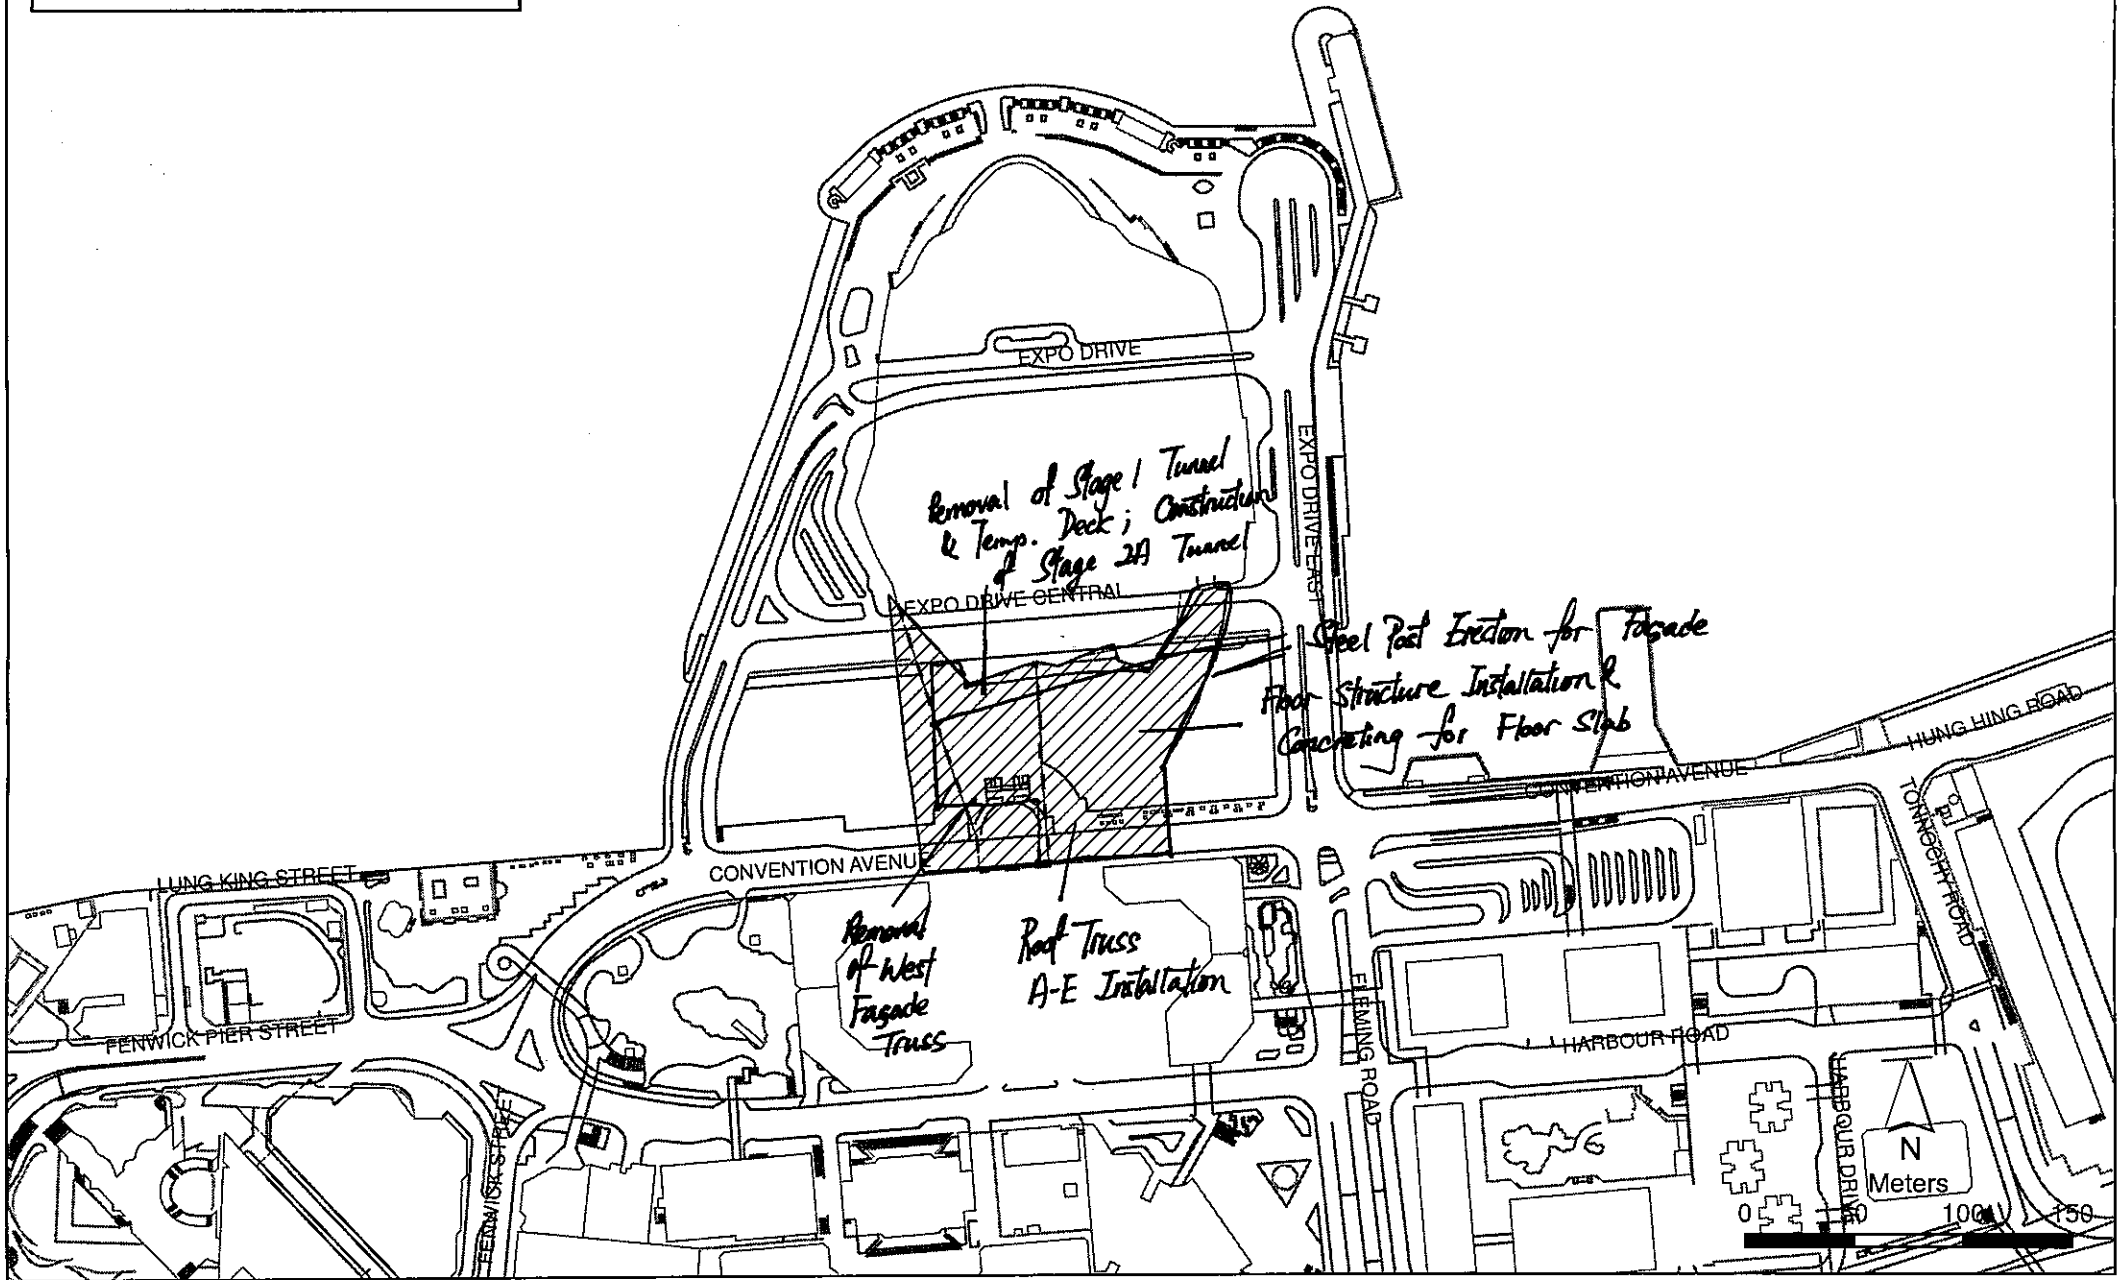 EXPO DRIVE
Removal of Stage 1 Tunnel
& Temp. Deck; Construction
of Stage 2A Tunnel
EXPO DRIVE EAST
EXPO DRIVE CENTRAL
Steel Post Erection for Façade
Floor Structure Installation &
Concreting for Floor Slab
HUNG HING ROAD
CONVENTION AVENUE
TONNOCHY ROAD
CONVENTION AVENUE
LUNG KING STREET
Removal
of West
Façade
Truss
Roof Truss
A-E Installation
FENWICK PIER STREET
FLEMING ROAD
HARBOUR ROAD
FENWICK STREET
HARBOUR DRIVE
N
Meters
0 50 100 150